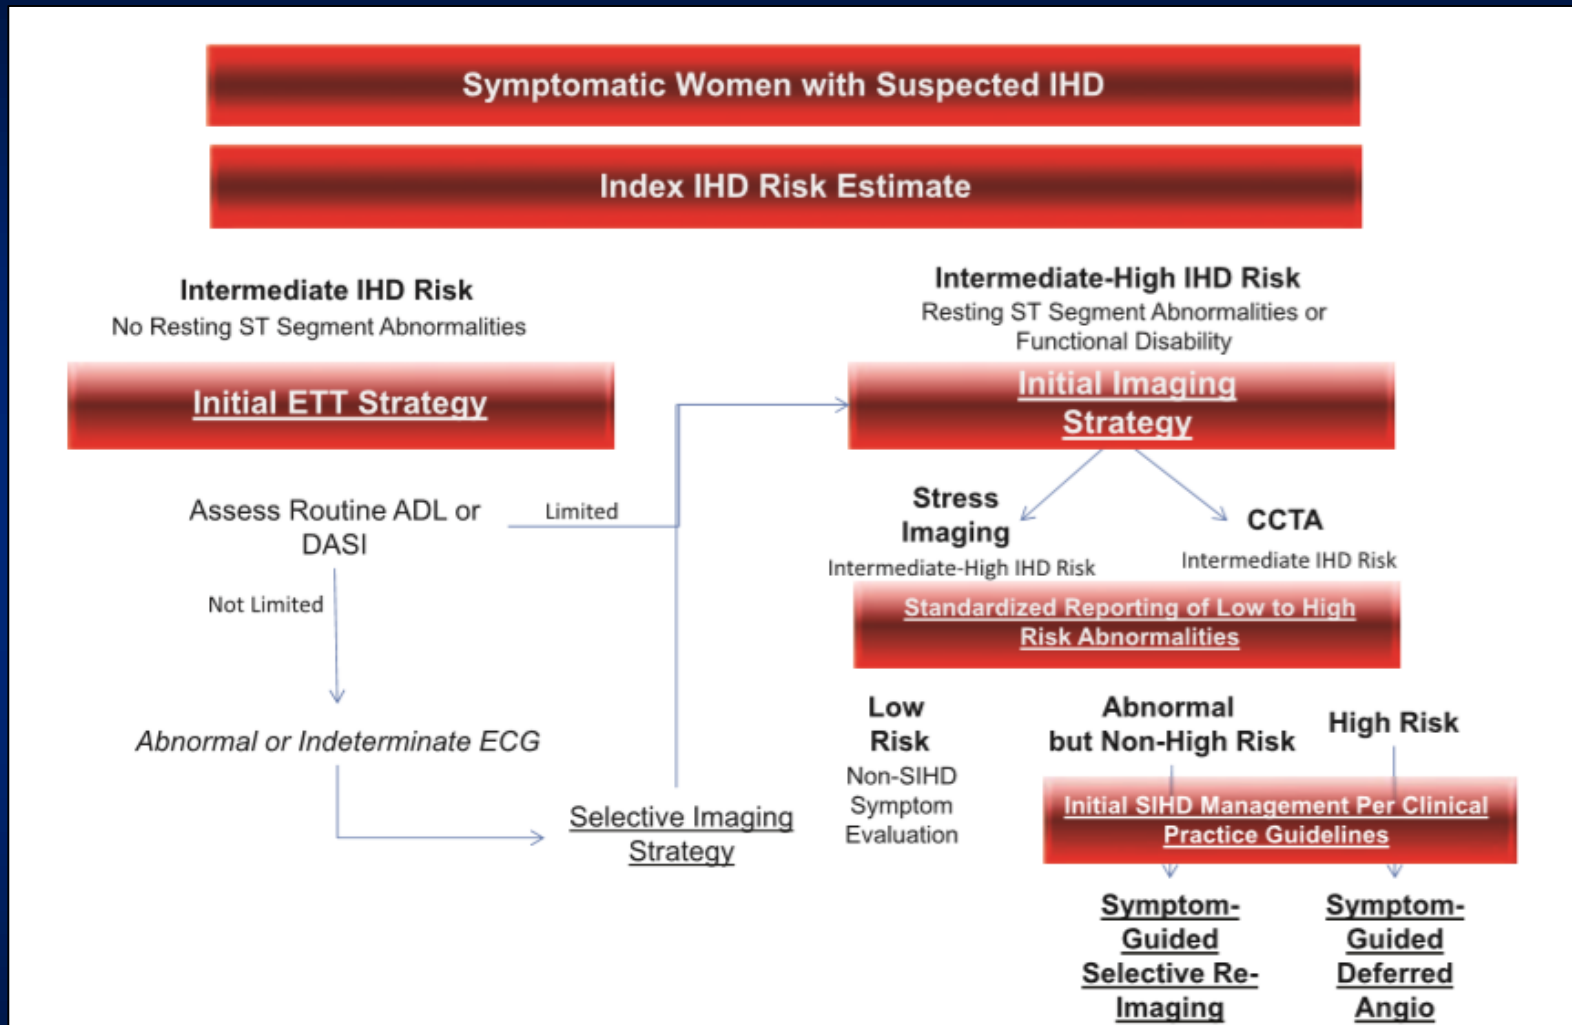 Symptomatic Women with Suspected IHD
Index IHD Risk Estimate
Intermediate IHD Risk
No Resting ST Segment Abnormalities
Initial ETT Strategy
Assess Routine ADL or
DASI
Limited
Not Limited
Abnormal or Indeterminate ECG
Selective Imaging
Strategy
Intermediate-High IHD Risk
Resting ST Segment Abnormalities or
Functional Disability
Initial Imaging
Strategy
Stress
Imaging
Intermediate-High IHD Risk
CCTA
Intermediate IHD Risk
Standardized Reporting of Low to High
Risk Abnormalities
Low
Risk
Non-SIHD
Symptom
Evaluation
Abnormal
but Non-High Risk
High Risk
Initial SIHD Management Per Clinical
Practice Guidelines
Symptom-
Guided
Selective Re-
Imaging
Symptom-
Guided
Deferred
Angio